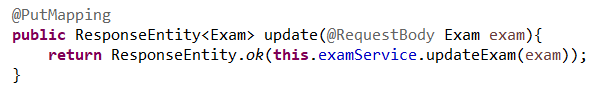 @PutMapping
public ResponseEntity<Exam> update(@RequestBody Exam exam){
    return ResponseEntity.ok(this.examService.updateExam(exam));
}